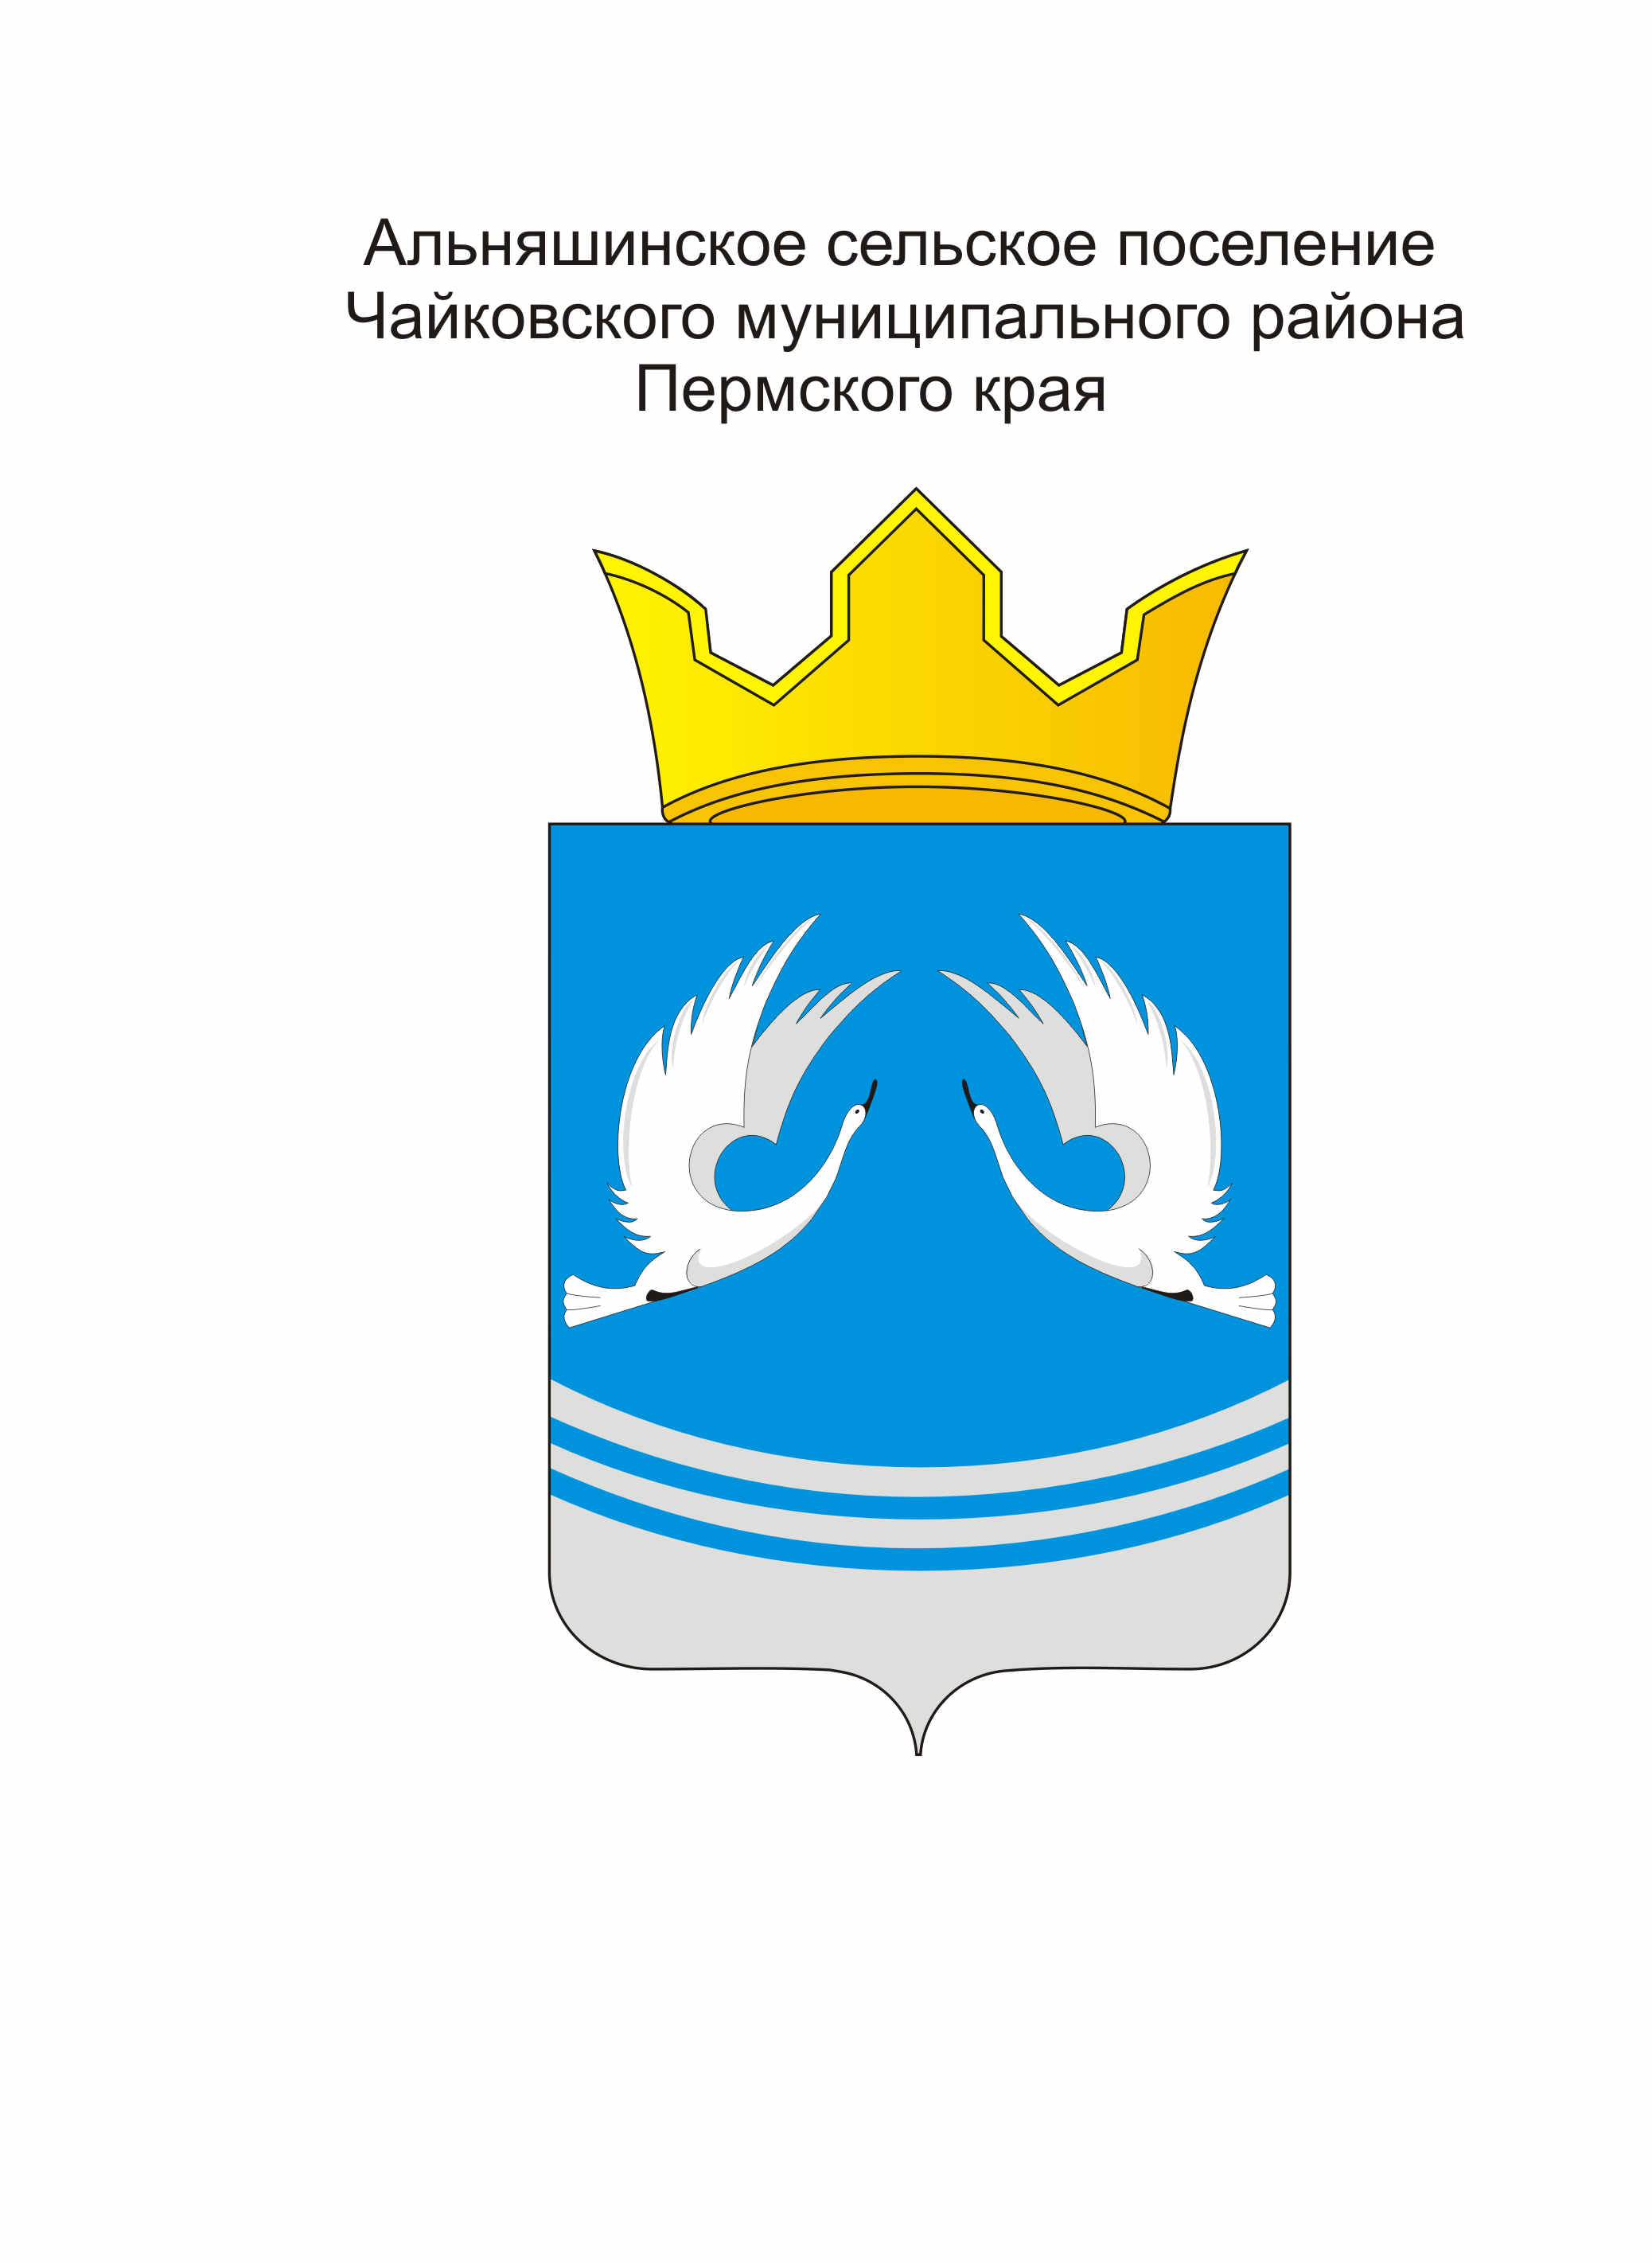 Альняшинское сельское поселение
Чайковского муниципального района
Пермского края